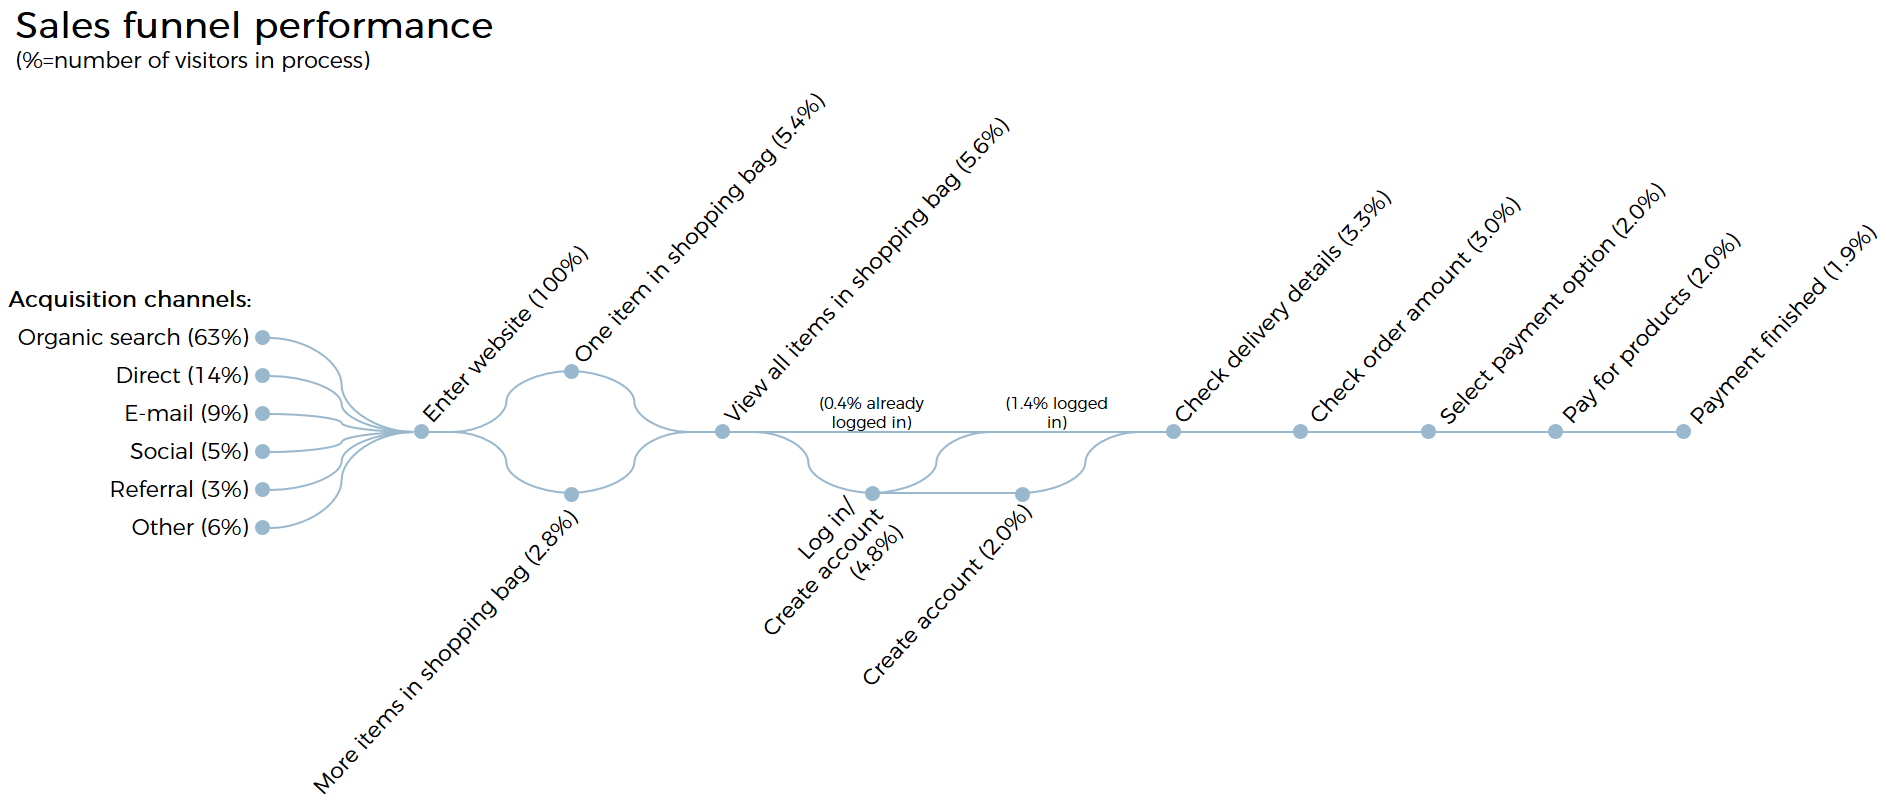 Sales funnel performance
(%=number of visitors in process)
Acquisition channels:
Organic search (63%)
Direct (14%)
E-mail (9%)
Social (5%)
Referral (3%)
Other (6%)
Enter website (100%)
One item in shopping bag (5.4%)
More items in shopping bag (2.8%)
View all items in shopping bag (5.6%)
(0.4% already
logged in)
Log in/
Create account
(4.8%)
(1.4% logged
in)
Create account (2.0%)
Check delivery details (3.3%)
Check order amount (3.0%)
Select payment option (2.0%)
Pay for products (2.0%)
Payment finished (1.9%)